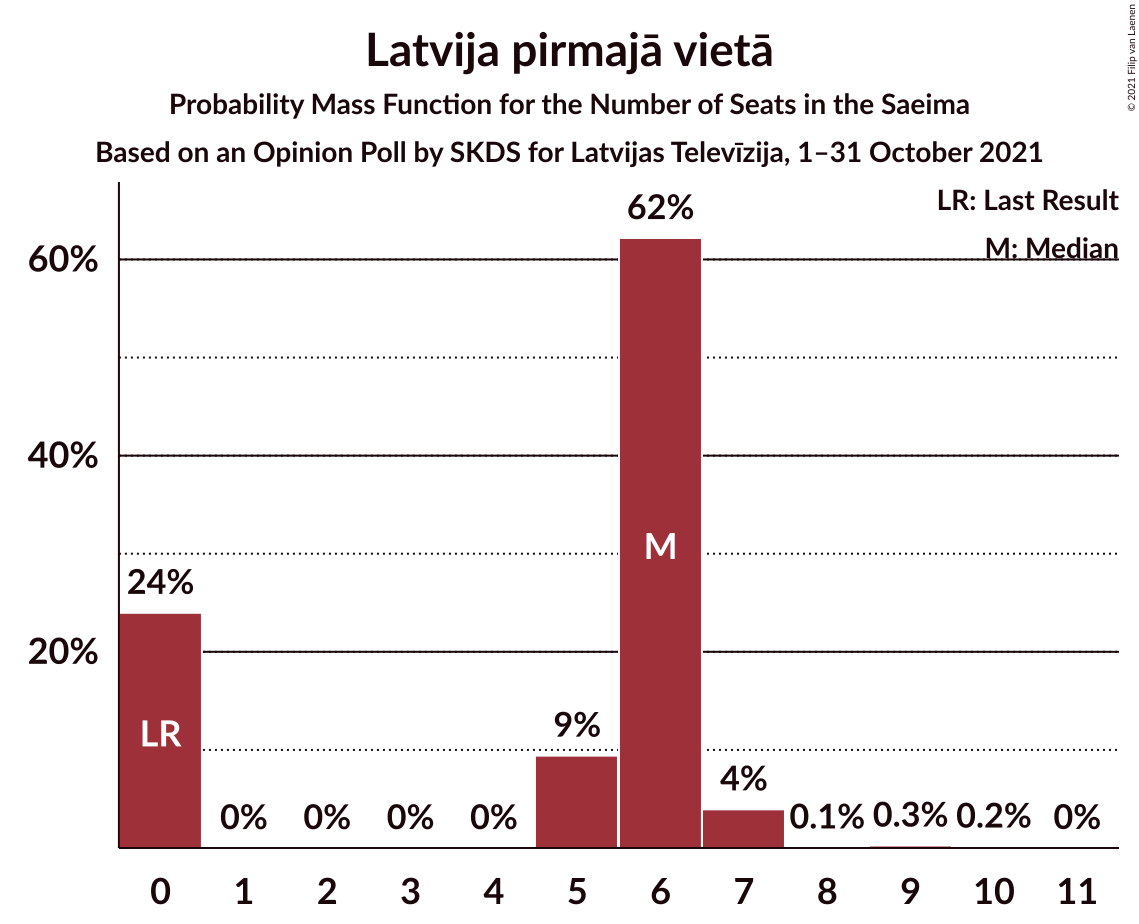 Latvija pirmajā vietā
Probability Mass Function for the Number of Seats in the Saeima
Based on an Opinion Poll by SKDS for Latvijas Televīzija, 1–31 October 2021
© 2021 Filip van Laenen
LR: Last Result
M: Median
60%
40%
20%
24%
0%
0%
0%
0%
9%
62%
4%
0.1%
0.3%
0.2%
0%
LR
M
0 1 2 3 4 5 6 7 8 9 10 11